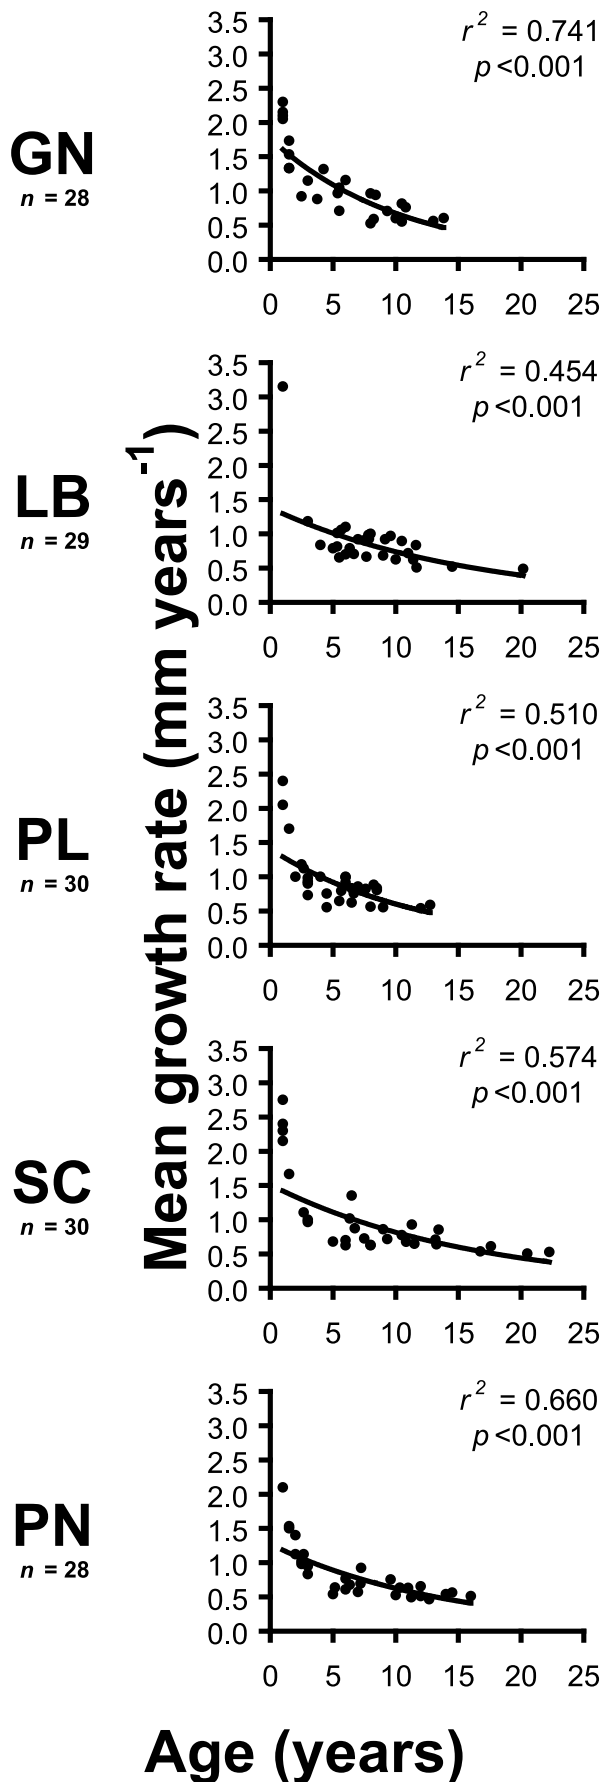 3.5
3.0
2.5
2.0
1.5
1.0
0.5
0.0
r² = 0.741
p <0.001
GN
n = 28
0 5 10 15 20 25
3.5
3.0
2.5
2.0
1.5
1.0
0.5
0.0
r² = 0.454
p <0.001
LB
n = 29
0 5 10 15 20 25
Mean growth rate (mm years⁻¹)
3.5
3.0
2.5
2.0
1.5
1.0
0.5
0.0
r² = 0.510
p <0.001
PL
n = 30
0 5 10 15 20 25
3.5
3.0
2.5
2.0
1.5
1.0
0.5
0.0
r² = 0.574
p <0.001
SC
n = 30
0 5 10 15 20 25
3.5
3.0
2.5
2.0
1.5
1.0
0.5
0.0
r² = 0.660
p <0.001
PN
n = 28
0 5 10 15 20 25
Age (years)